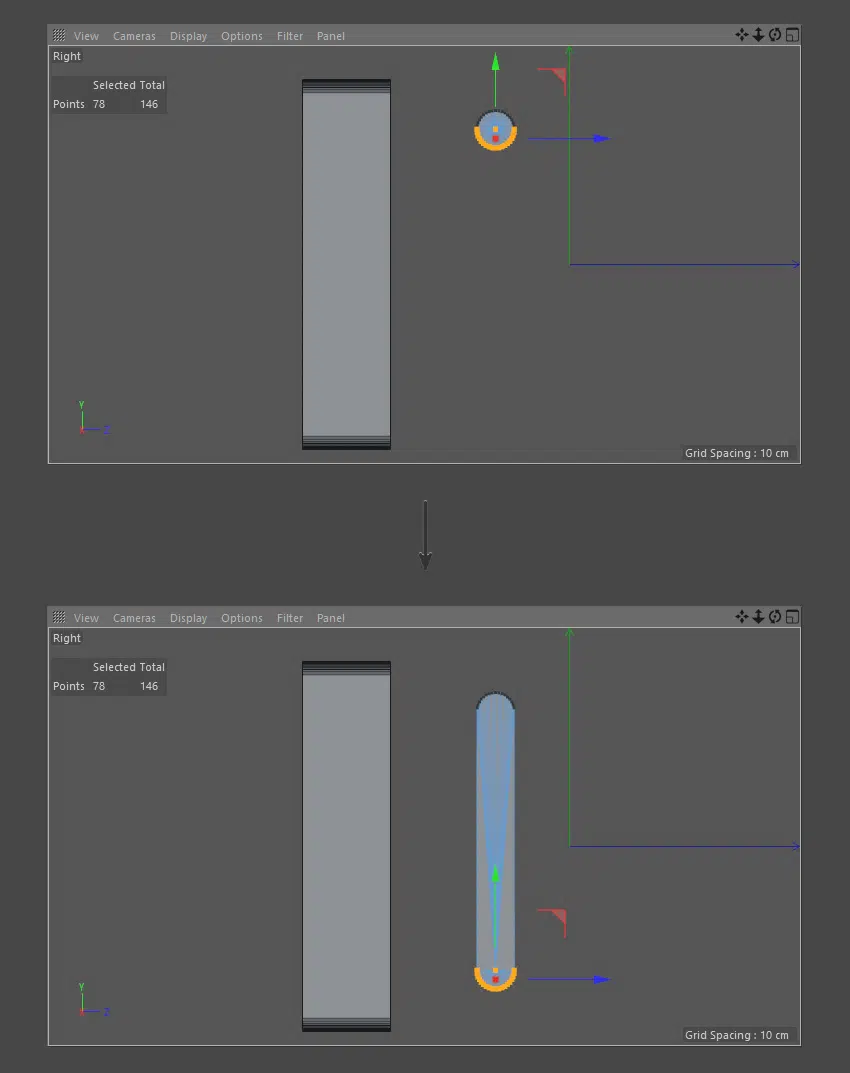 View Cameras Display Options Filter Panel
Right
Selected Total
Points 78 146
Y
Z
Grid Spacing : 10 cm
View Cameras Display Options Filter Panel
Right
Selected Total
Points 78 146
Y
Z
Grid Spacing : 10 cm